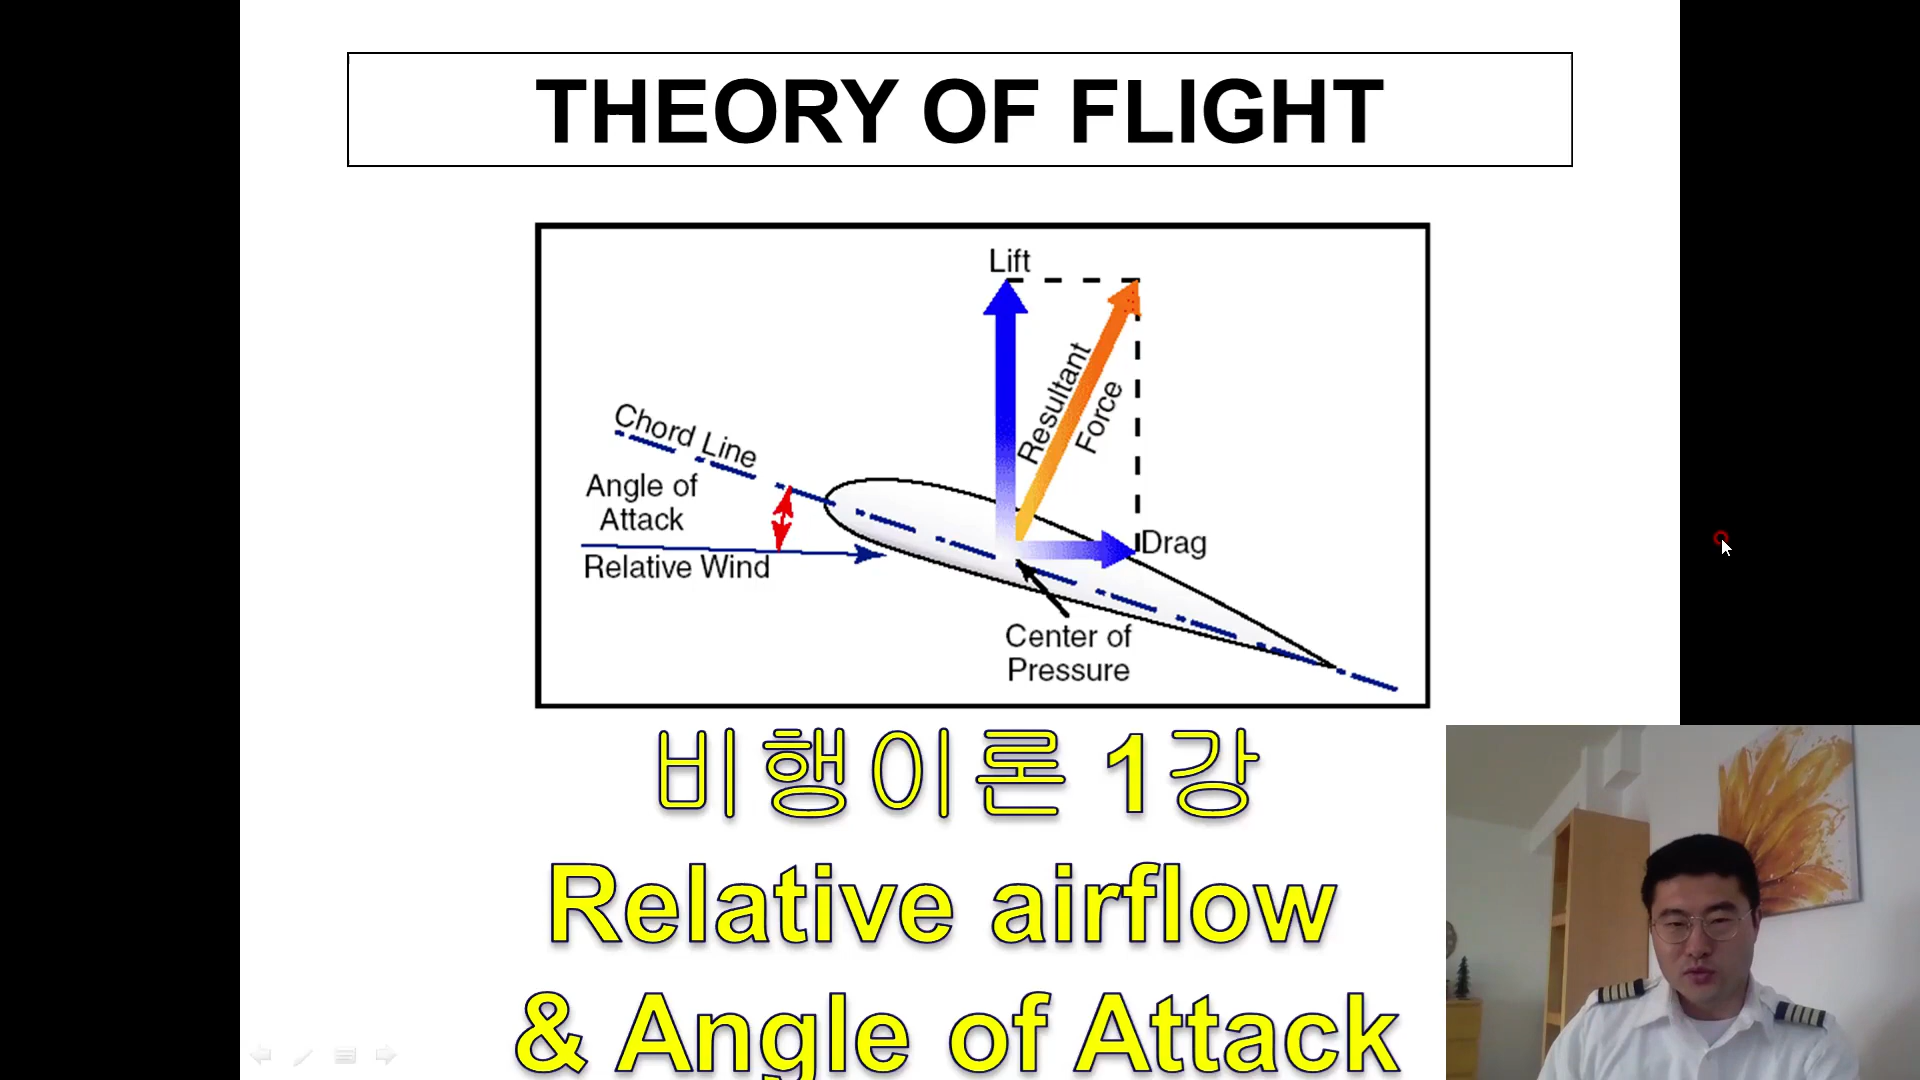 THEORY OF FLIGHT
Lift
Resultant
Force
Chord Line
Angle of
Attack
Relative Wind
Drag
Center of
Pressure
비행이론 1강
Relative airflow
& Angle of Attack